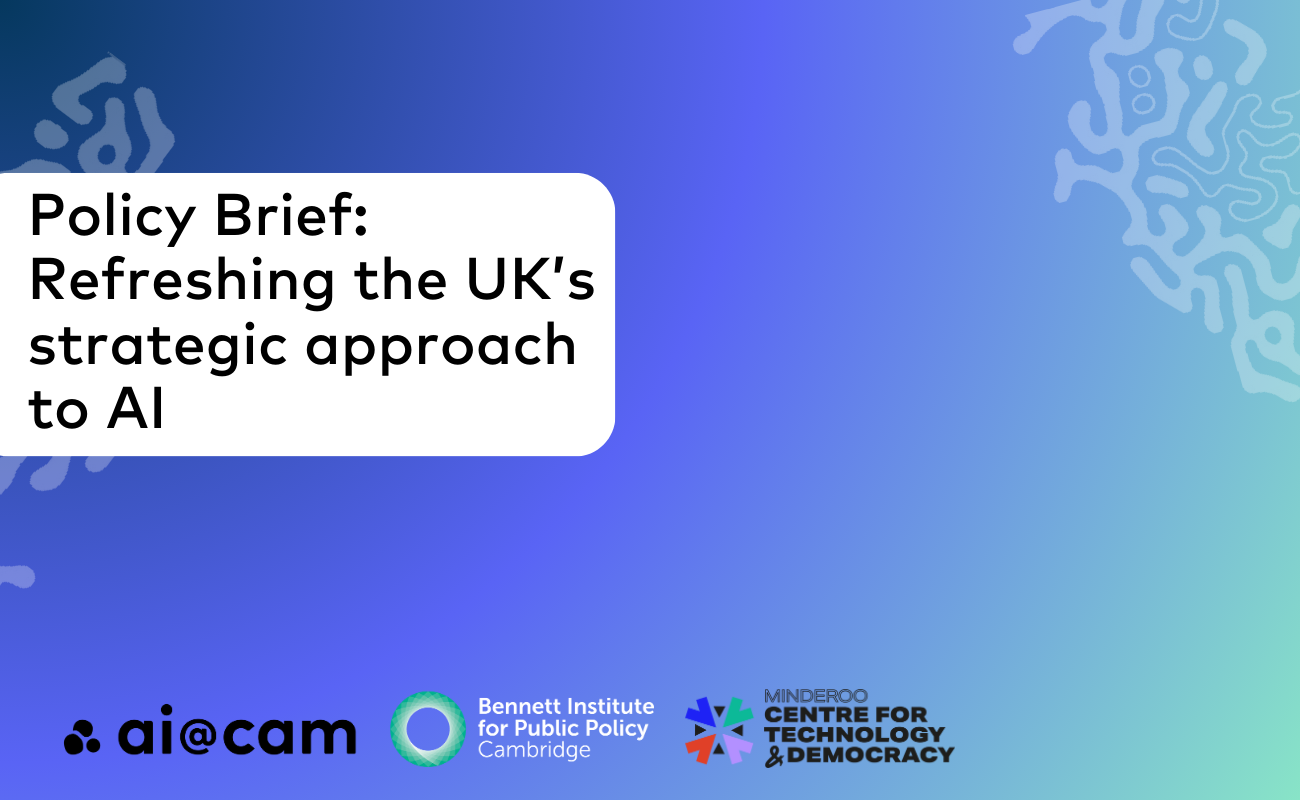 Policy Brief:
Refreshing the UK’s
strategic approach
to AI
ai@cam
Bennett Institute
for Public Policy
Cambridge
MINDEROO
CENTRE FOR
TECHNOLOGY
&DEMOCRACY